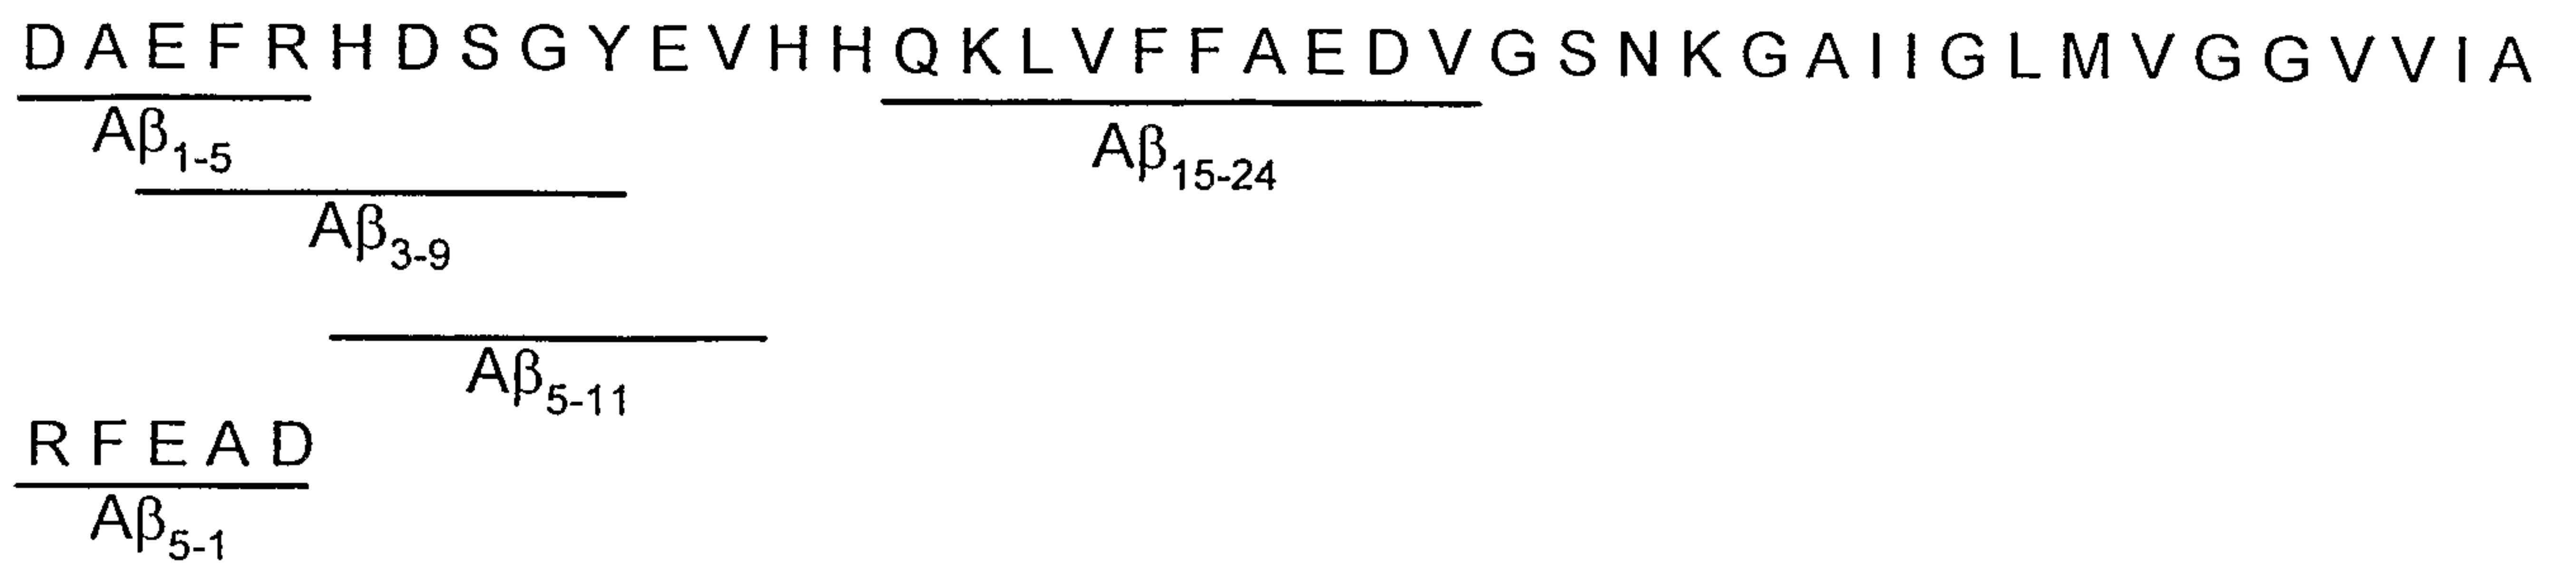 D A E F R H D S G Y E V H H Q K L V F F A E D V G S N K G A I I G L M V G G V V I A
Aβ1-5
Aβ15-24
Aβ3-9
Aβ5-11
R F E A D
Aβ5-1